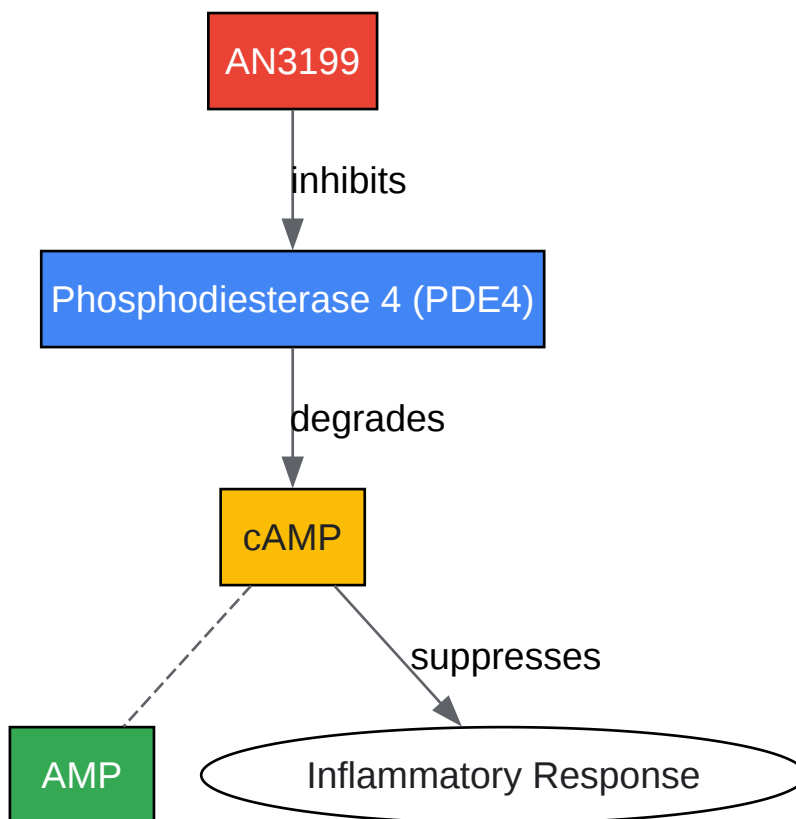 AN3199
inhibits
Phosphodiesterase 4 (PDE4)
degrades
cAMP
suppresses
AMP
Inflammatory Response